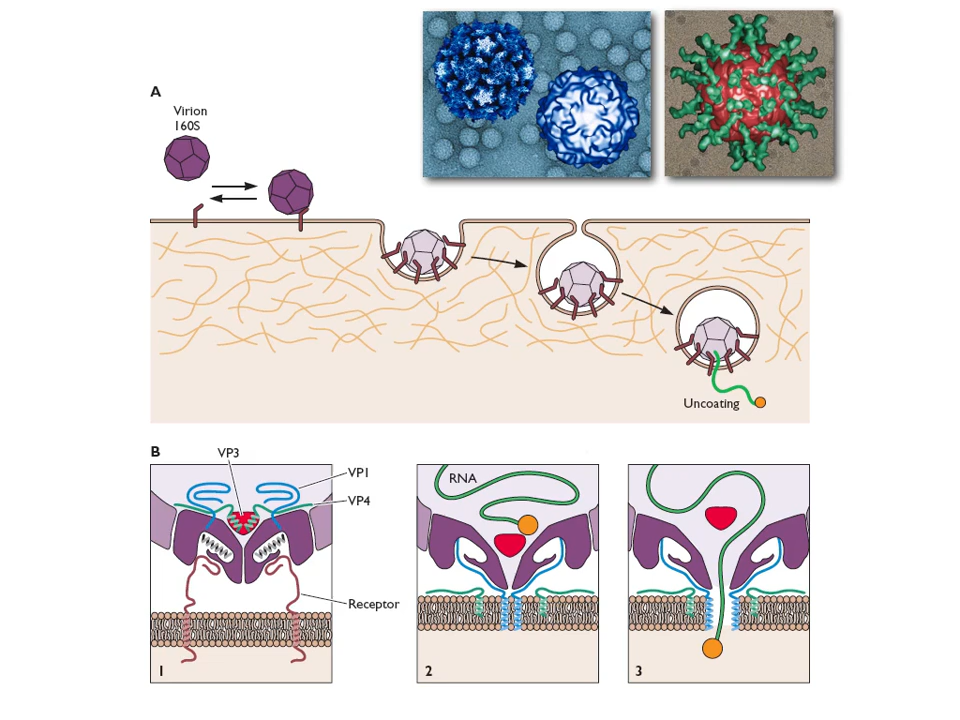 A
Virion
160S
Uncoating
B
VP3
VP1
VP4
Receptor
1
RNA
2
3